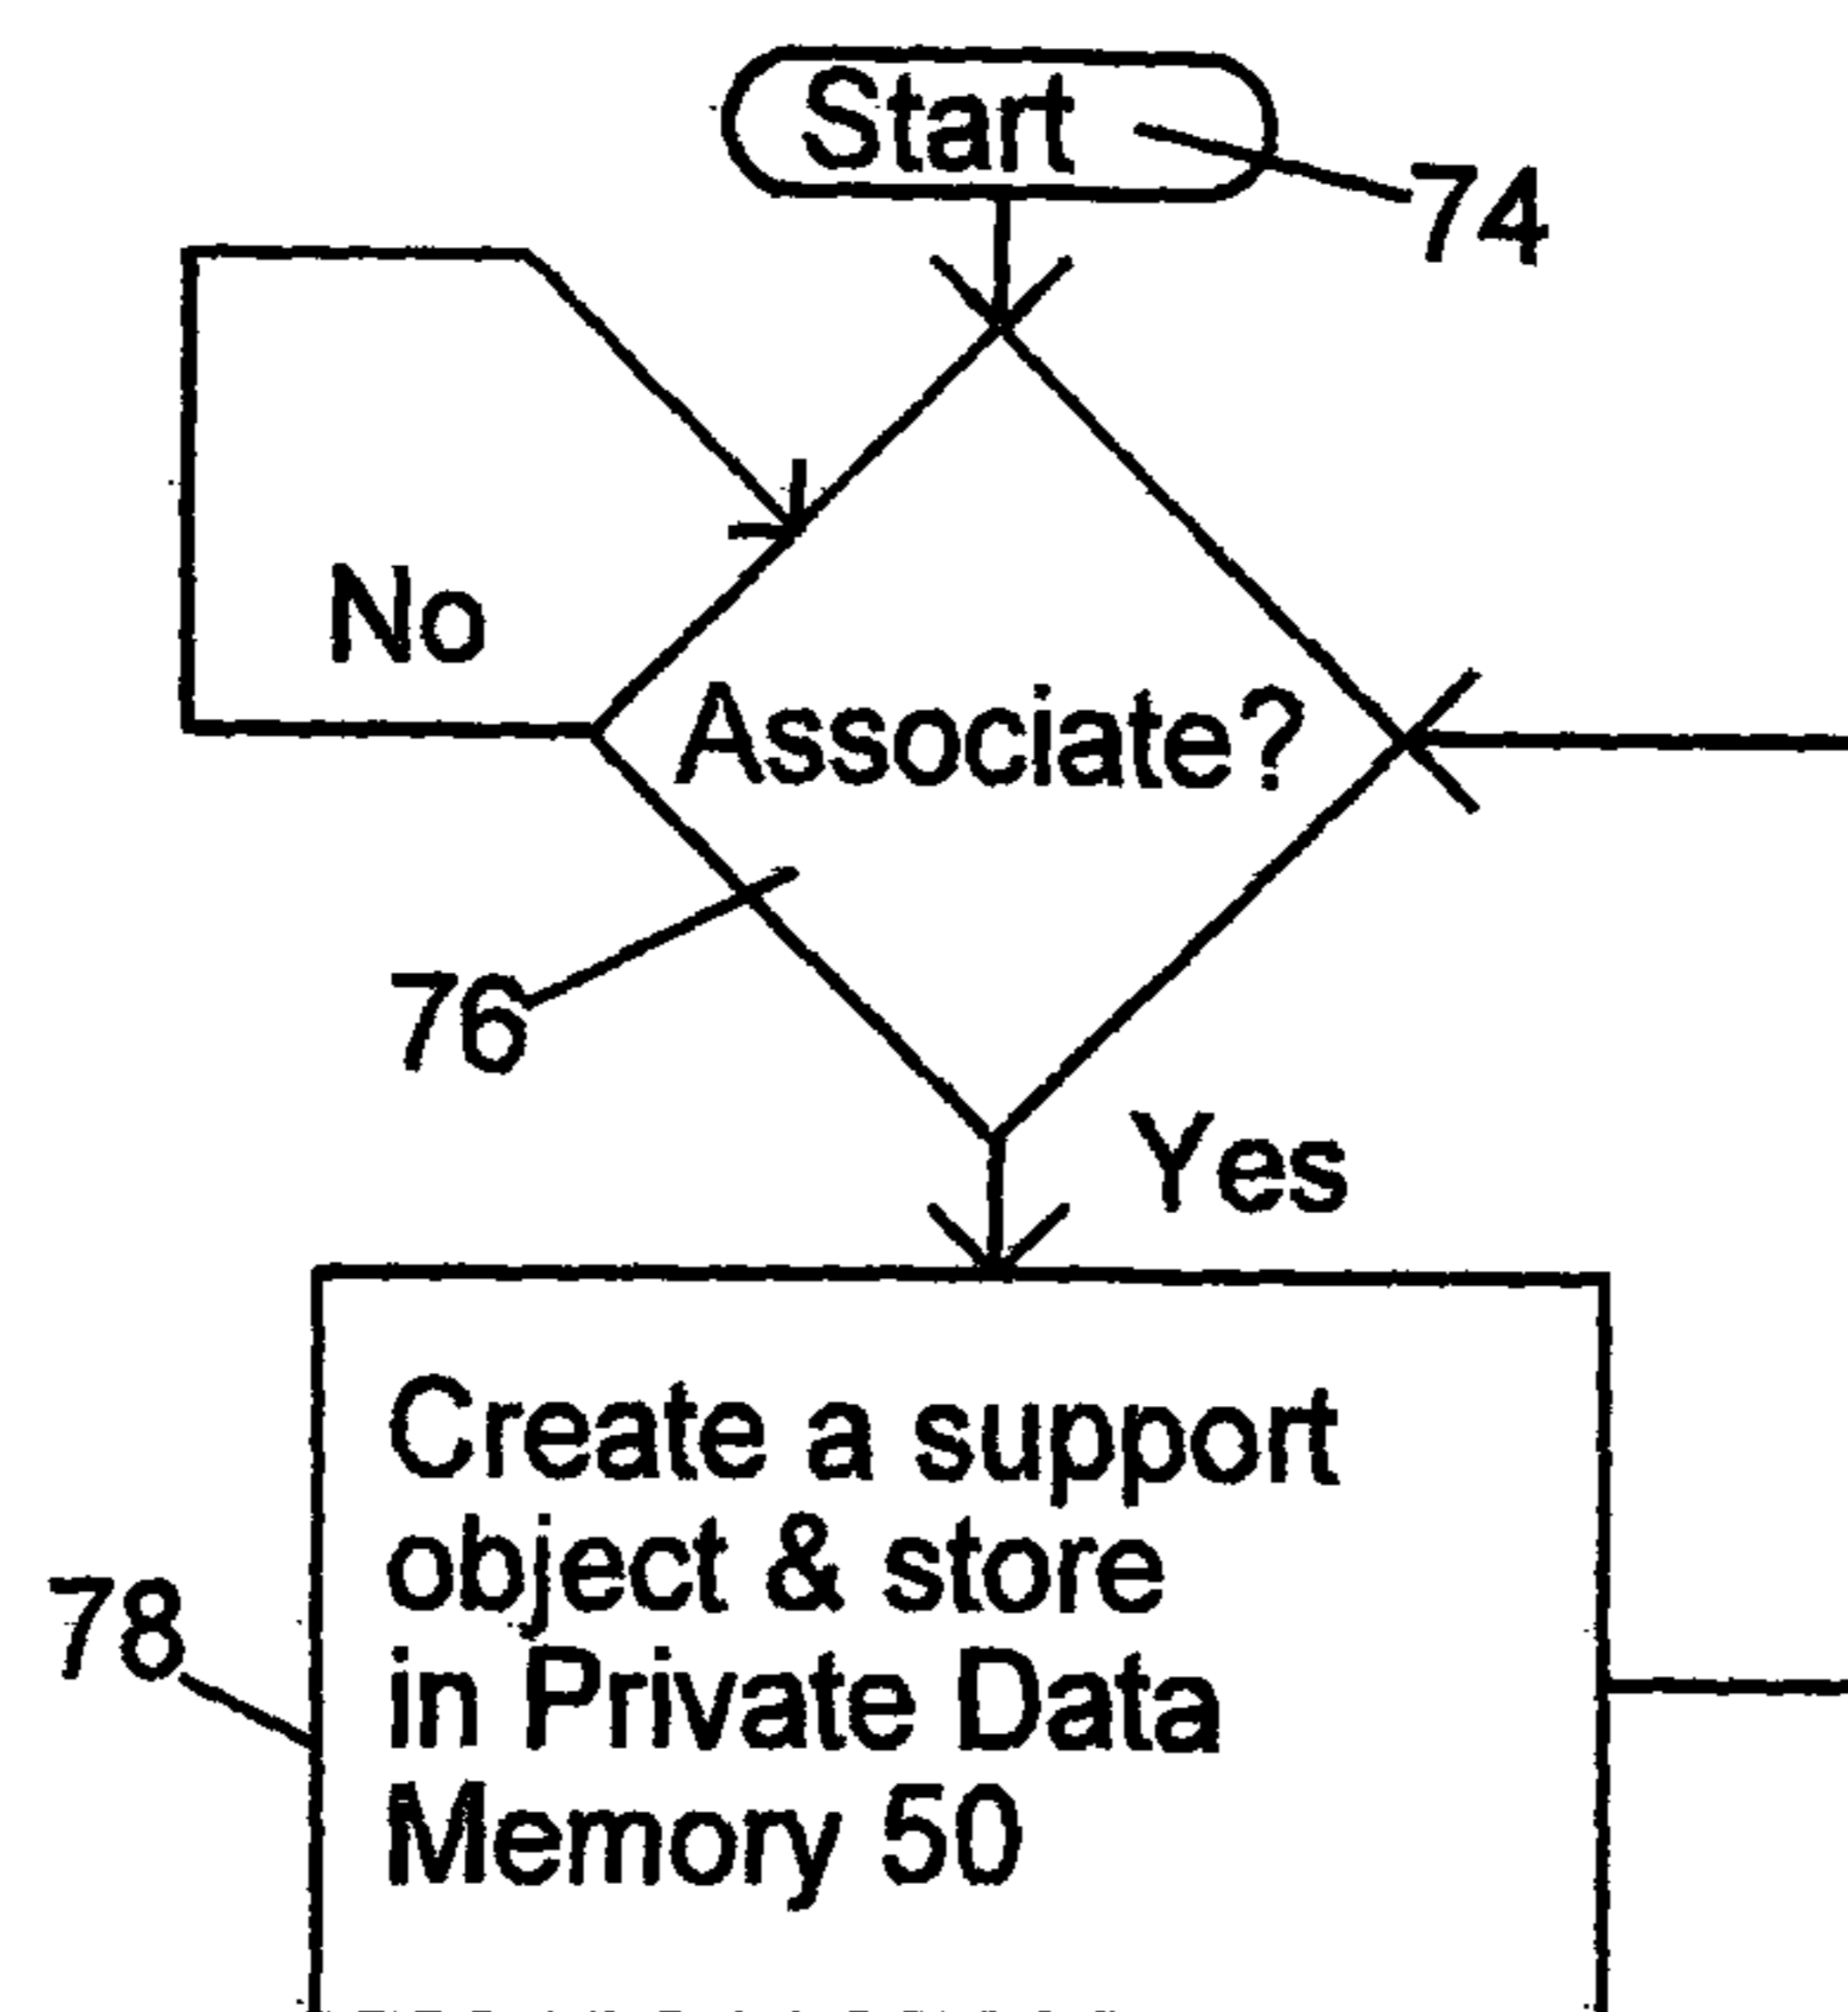 Start
74
No
Associate?
76
Yes
Create a support
object & store
in Private Data
Memory 50
78